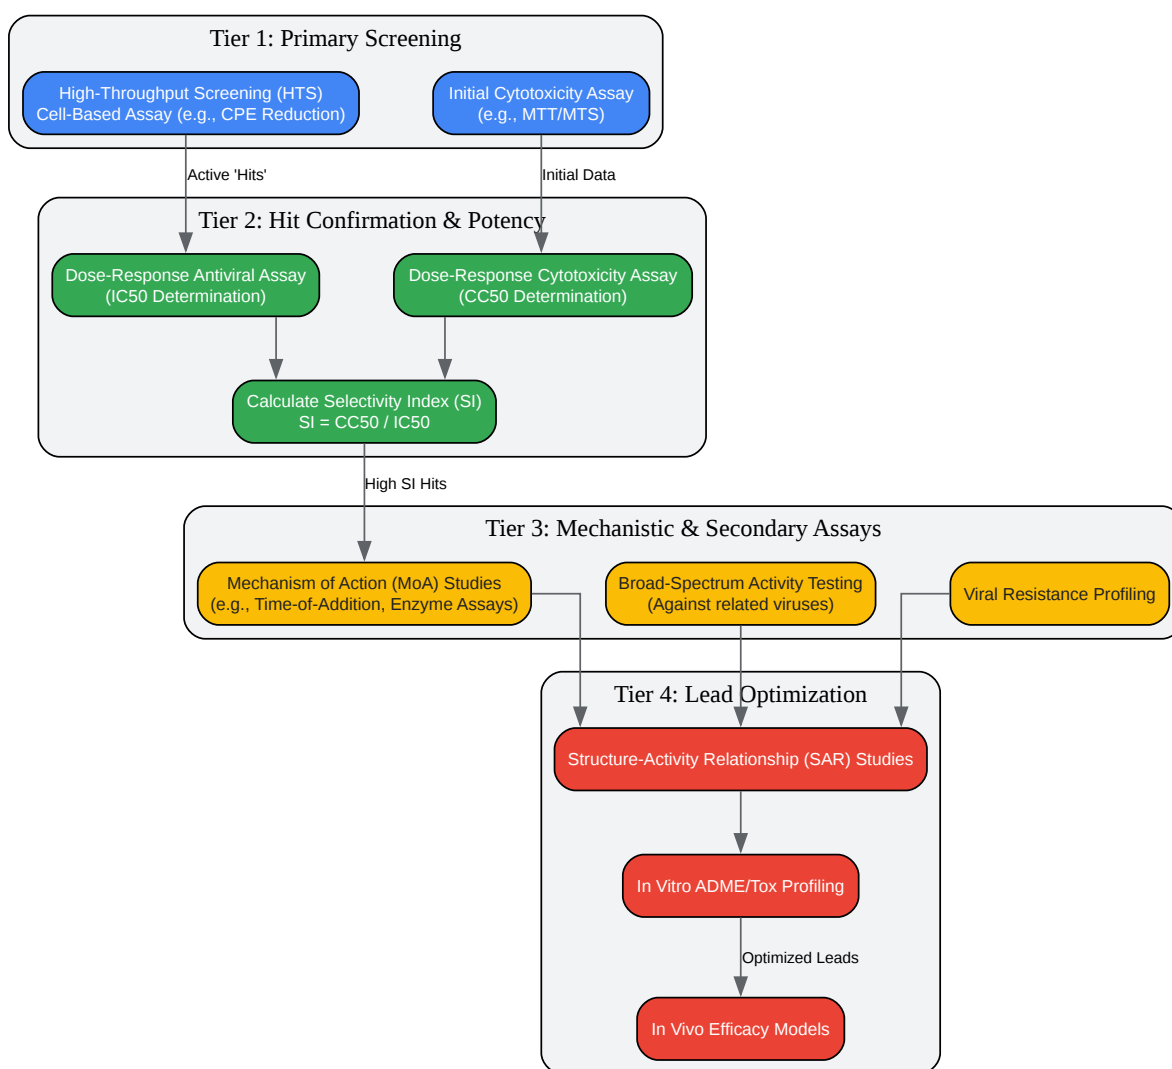 Tier 1: Primary Screening
High-Throughput Screening (HTS)
Cell-Based Assay (e.g., CPE Reduction)
Initial Cytotoxicity Assay
(e.g., MTT/MTS)
Active 'Hits'
Initial Data
Tier 2: Hit Confirmation & Potency
Dose-Response Antiviral Assay
(IC50 Determination)
Dose-Response Cytotoxicity Assay
(CC50 Determination)
Calculate Selectivity Index (SI)
SI = CC50 / IC50
High SI Hits
Tier 3: Mechanistic & Secondary Assays
Mechanism of Action (MoA) Studies
(e.g., Time-of-Addition, Enzyme Assays)
Broad-Spectrum Activity Testing
(Against related viruses)
Viral Resistance Profiling
Tier 4: Lead Optimization
Structure-Activity Relationship (SAR) Studies
In Vitro ADME/Tox Profiling
Optimized Leads
In Vivo Efficacy Models